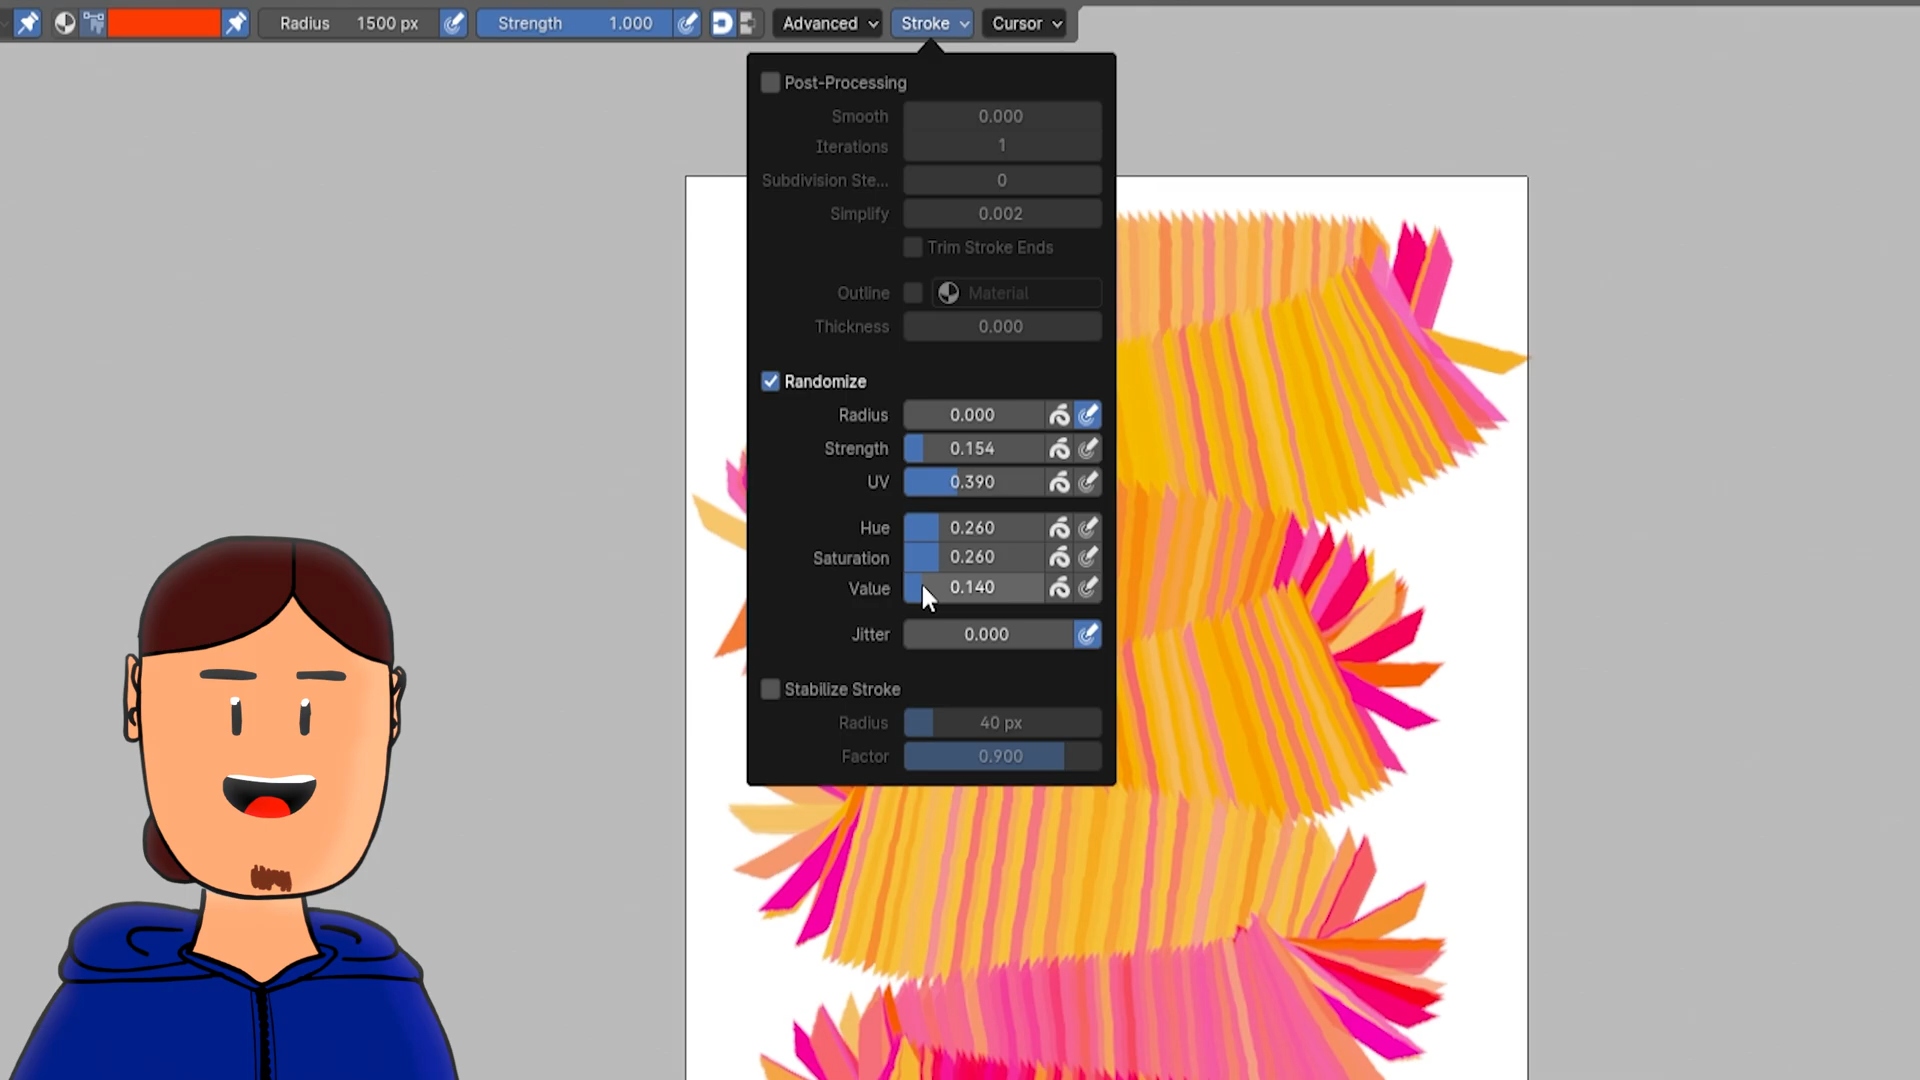 Radius 1500 px Strength 1.000 Advanced Stroke Cursor
Post-Processing
Smooth 0.000
Iterations 1
Subdivision Ste... 0
Simplify 0.002
Trim Stroke Ends
Outline Material
Thickness 0.000
Randomize
Radius 0.000
Strength 0.154
UV 0.390
Hue 0.260
Saturation 0.260
Value 0.140
Jitter 0.000
Stabilize Stroke
Radius 40 px
Factor 0.900